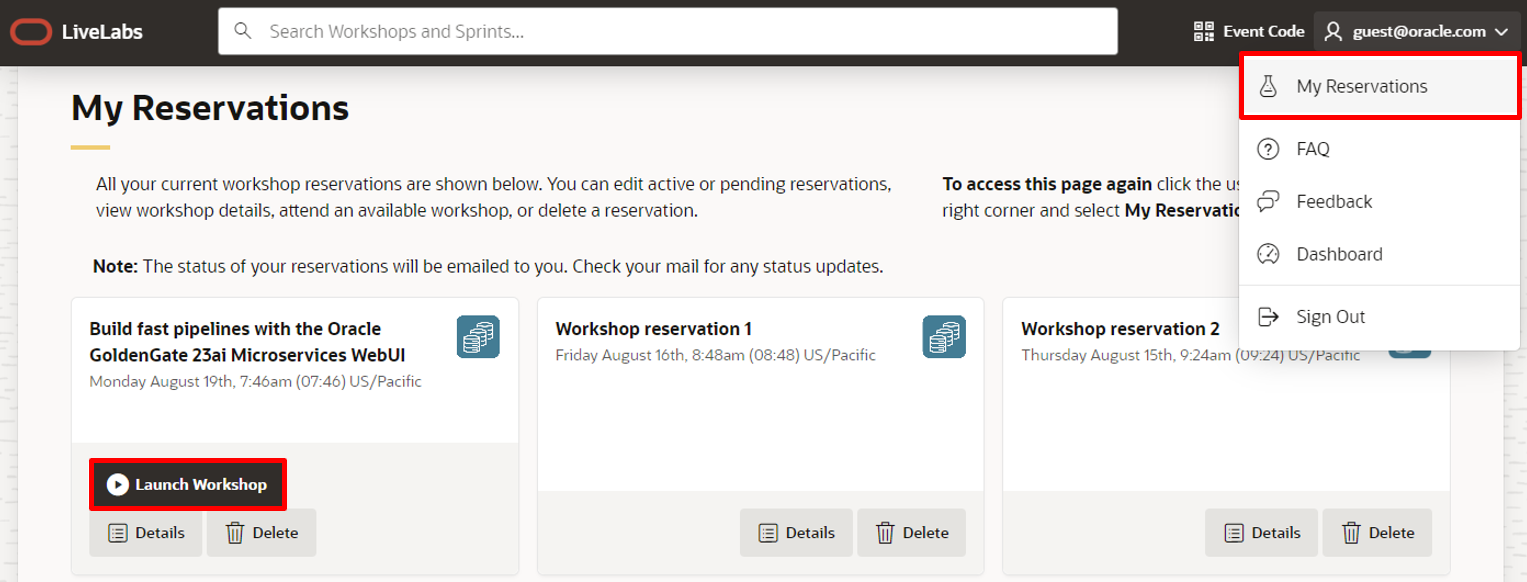 LiveLabs
Search Workshops and Sprints...
Event Code
guest@oracle.com
My Reservations
FAQ
Feedback
Dashboard
Sign Out
My Reservations
All your current workshop reservations are shown below. You can edit active or pending reservations,
view workshop details, attend an available workshop, or delete a reservation.
To access this page again click the
right corner and select My
Note: The status of your reservations will be emailed to you. Check your mail for any status updates.
Build fast pipelines with the Oracle
GoldenGate 23ai Microservices WebUI
Monday August 19th, 7:46am (07:46) US/Pacific
Launch Workshop
Details
Delete
Workshop reservation 1
Friday August 16th, 8:48am (08:48) US/Pacific
Details
Delete
Workshop reservation 2
Thursday August 15th, 9:24am (09:24) US/Pacific
Details
Delete